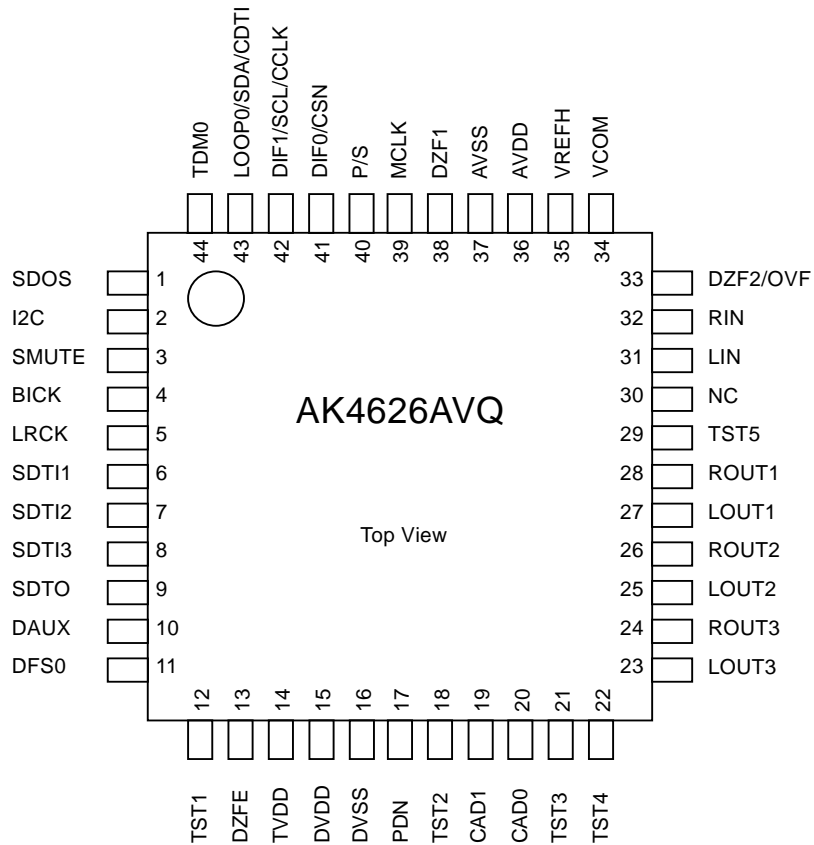 TDM0
LOOP0/SDA/CDTI
DIF1/SCL/CCLK
DIF0/CSN
P/S
MCLK
DZF1
AVSS
AVDD
VREFH
VCOM
44
43
42
41
40
39
38
37
36
35
34
SDOS 1
I2C 2
SMUTE 3
BICK 4
LRCK 5
SDTI1 6
SDTI2 7
SDTI3 8
SDTO 9
DAUX 10
DFS0 11
AK4626AVQ
Top View
33 DZF2/OVF
32 RIN
31 LIN
30 NC
29 TST5
28 ROUT1
27 LOUT1
26 ROUT2
25 LOUT2
24 ROUT3
23 LOUT3
12
13
14
15
16
17
18
19
20
21
22
TST1
DZFE
TVDD
DVDD
DVSS
PDN
TST2
CAD1
CAD0
TST3
TST4